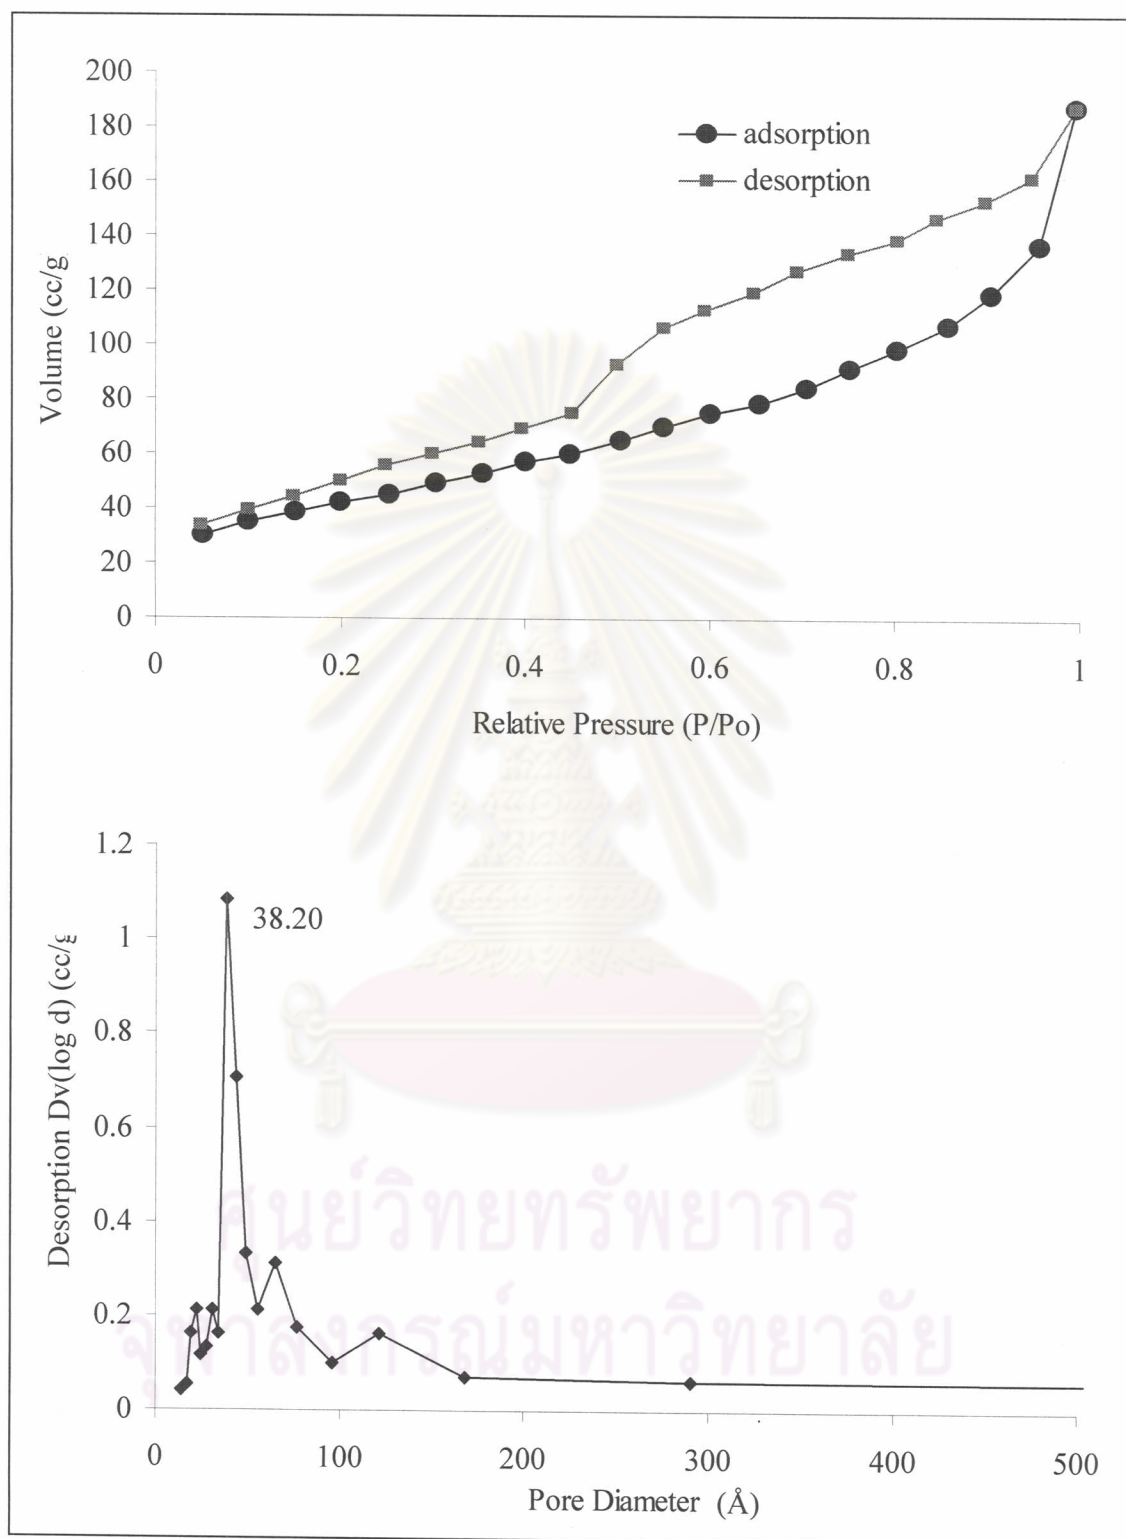 200
180
160
140
120
100
80
60
40
20
0
Volume (cc/g
adsorption
desorption
0 0.2 0.4 0.6 0.8 1
Relative Pressure (P/Po)
1.2
1
0.8
0.6
0.4
0.2
0
Desorption Dv(log d) (cc/g
38.20
ศูนย์วิทยทรัพยากร
จุฬาลงกรณ์มหาวิทยาลัย
0 100 200 300 400 500
Pore Diameter (Å)